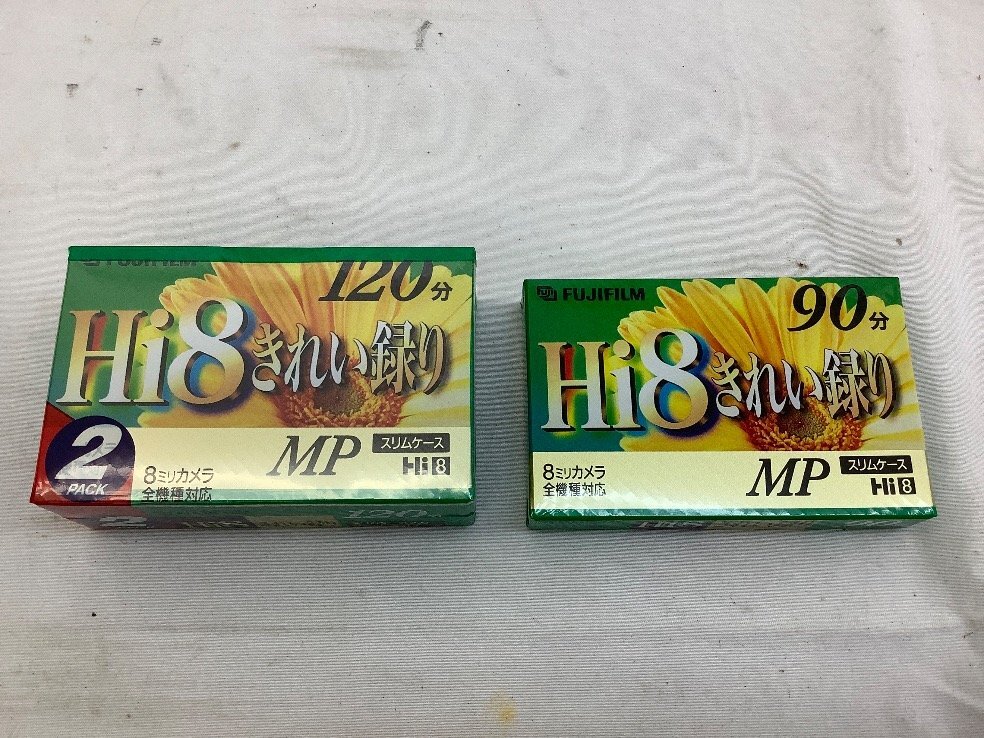 FUJIFILM
120分
Hi8きれい録り
2
PACK
MP
スリムケース
Hi8
8ミリカメラ
全機種対応
2
120
FUJIFILM
90分
Hi8きれい録り
MP
スリムケース
Hi8
8ミリカメラ
全機種対応